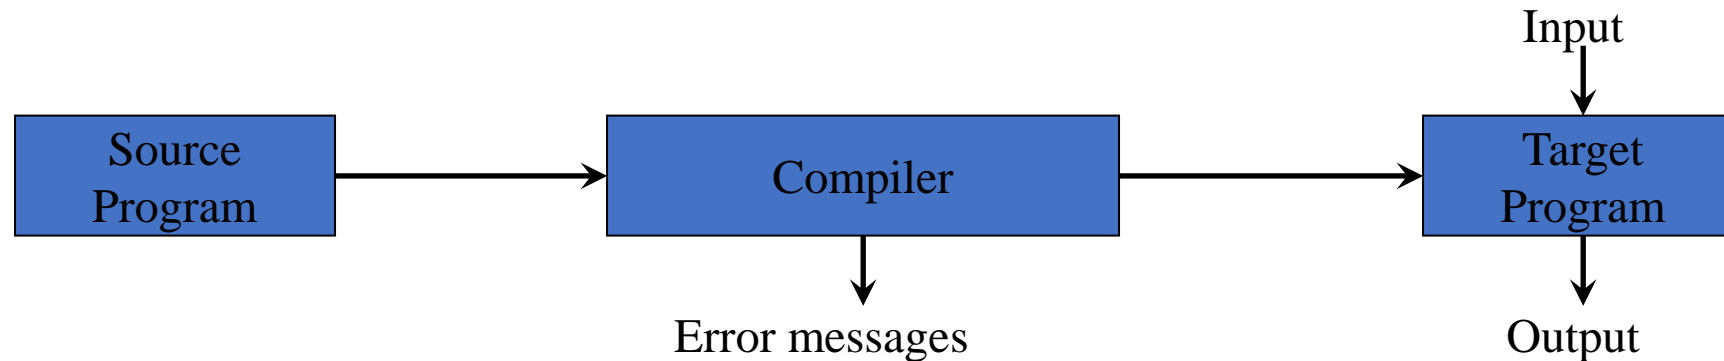 Input
Source
Program
Compiler
Target
Program
Error messages
Output